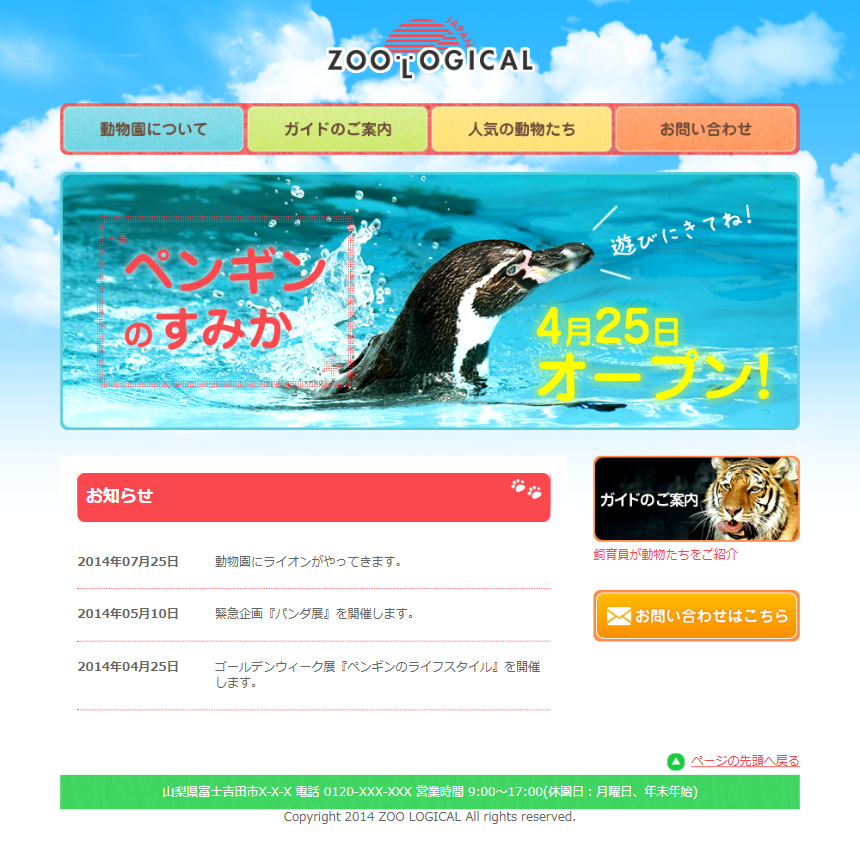 JAPAN
ZOO LOGICAL
動物園について
ガイドのご案内
人気の動物たち
お問い合わせ
遊びにきてね!
ペンギン
のすみか
4月25日
オープン!
お知らせ
2014年07月25日 動物園にライオンがやってきます。
2014年05月10日 緊急企画『パンダ展』を開催します。
2014年04月25日 ゴールデンウィーク展『ペンギンのライフスタイル』を開催
します。
ガイドのご案内
飼育員が動物たちをご紹介
お問い合わせはこちら
ページの先頭へ戻る
山梨県富士吉田市X-X-X 電話 0120-XXX-XXX 営業時間 9:00～17:00(休園日：月曜日、年末年始)
Copyright 2014 ZOO LOGICAL All rights reserved.